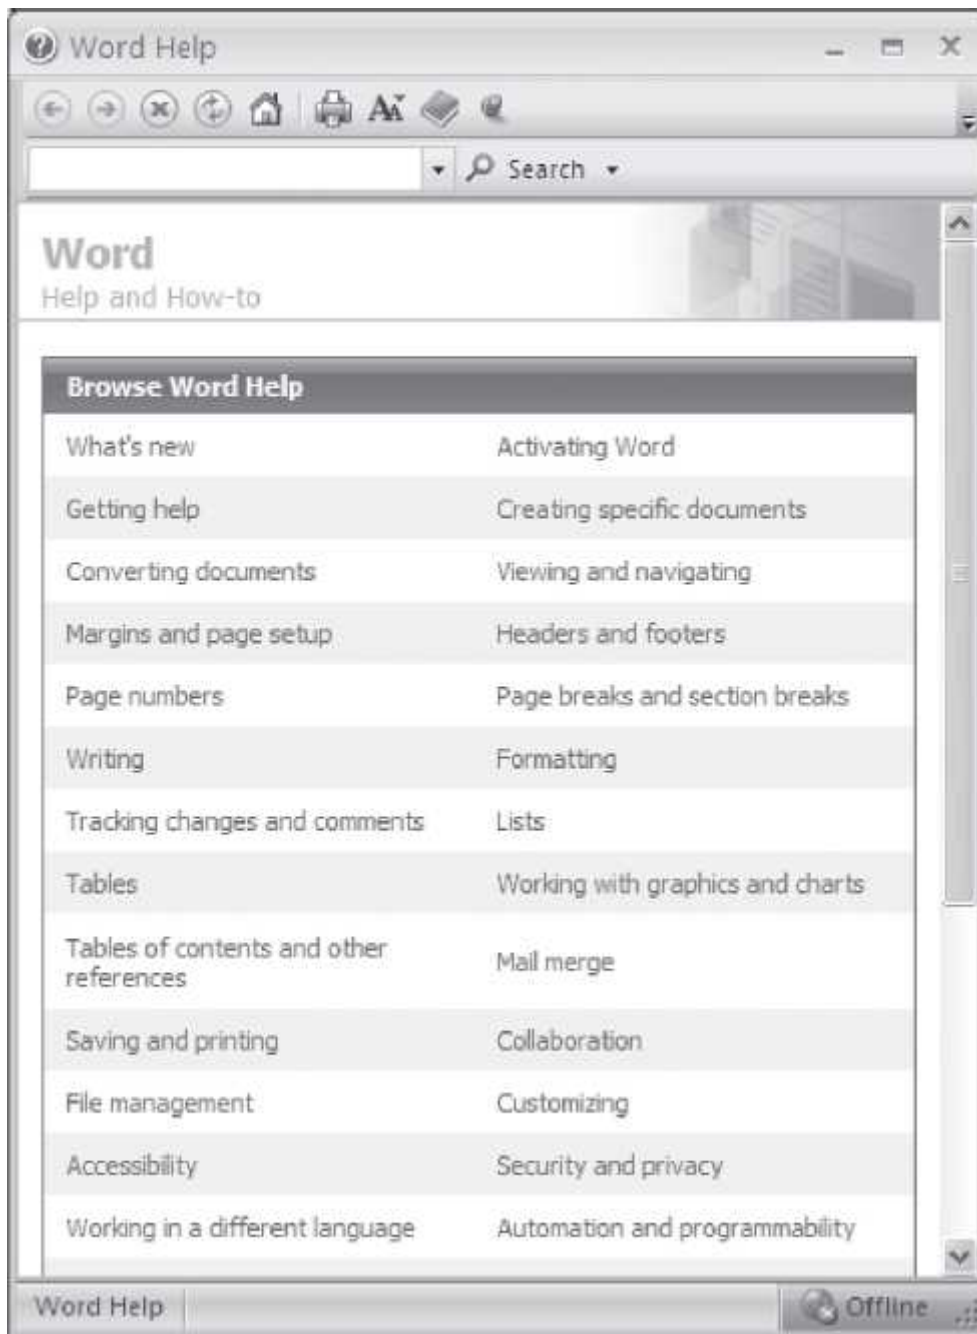 Word Help
Search
Word
Help and How-to
Browse Word Help
What's new
Activating Word
Getting help
Creating specific documents
Converting documents
Viewing and navigating
Margins and page setup
Headers and footers
Page numbers
Page breaks and section breaks
Writing
Formatting
Tracking changes and comments
Lists
Tables
Working with graphics and charts
Tables of contents and other
references
Mail merge
Saving and printing
Collaboration
File management
Customizing
Accessibility
Security and privacy
Working in a different language
Automation and programmability
Word Help
Offline